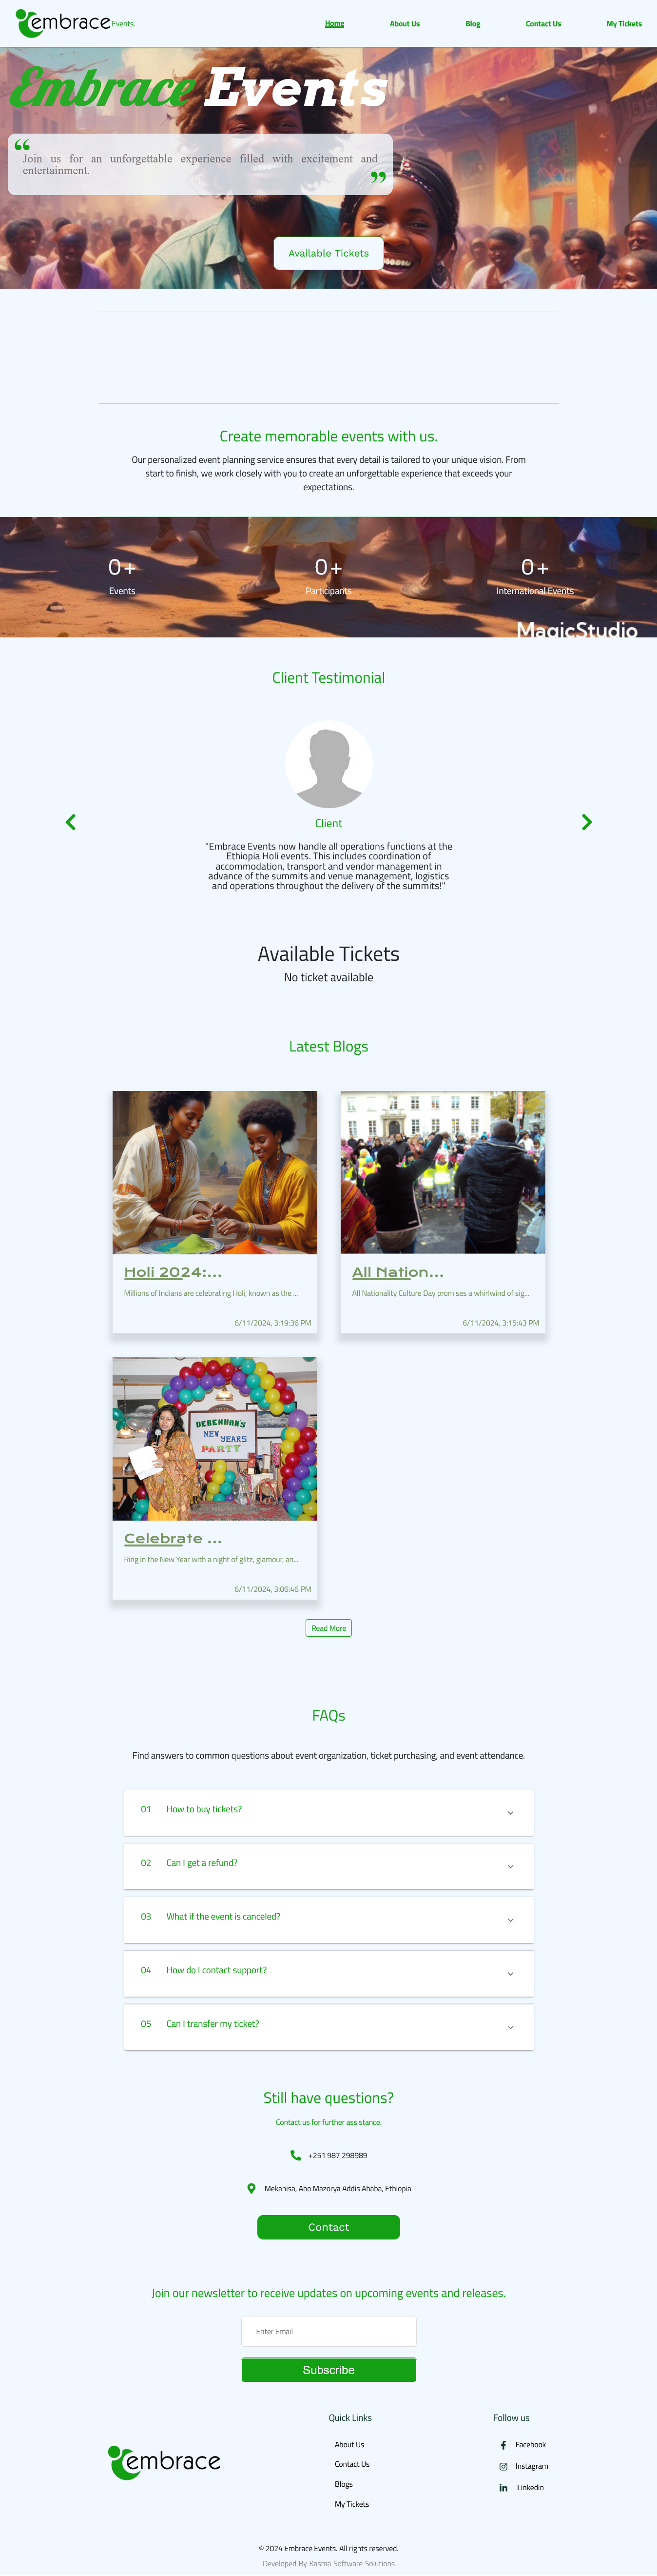 embrace Events.
Home About Us Blog Contact Us My Tickets
Embrace Events
“
Join us for an unforgettable experience filled with excitement and
entertainment.
”
Available Tickets
Create memorable events with us.
Our personalized event planning service ensures that every detail is tailored to your unique vision. From
start to finish, we work closely with you to create an unforgettable experience that exceeds your
expectations.
0+ 0+ 0+
Events Participants International Events
MagicStudio
Client Testimonial
Client
"Embrace Events now handle all operations functions at the
Ethiopia Holi events. This includes coordination of
accommodation, transport and vendor management in
advance of the summits and venue management, logistics
and operations throughout the delivery of the summits!"
Available Tickets
No ticket available
Latest Blogs
Holi 2024:...
Millions of Indians are celebrating Holi, known as the ...
6/11/2024, 3:19:36 PM
All Nation...
All Nationality Culture Day promises a whirlwind of sig...
6/11/2024, 3:15:43 PM
DEBENHAM'S
NEW
YEARS
PARTY
Celebrate ...
Ring in the New Year with a night of glitz, glamour, an...
6/11/2024, 3:06:46 PM
Read More
FAQs
Find answers to common questions about event organization, ticket purchasing, and event attendance.
01 How to buy tickets?
02 Can I get a refund?
03 What if the event is canceled?
04 How do I contact support?
05 Can I transfer my ticket?
Still have questions?
Contact us for further assistance.
+251 987 298989
Mekanisa, Abo Mazorya Addis Ababa, Ethiopia
Contact
Join our newsletter to receive updates on upcoming events and releases.
Enter Email
Subscribe
embrace
Quick Links
About Us
Contact Us
Blogs
My Tickets
Follow us
Facebook
Instagram
Linkedin
© 2024 Embrace Events. All rights reserved.
Developed By Kasma Software Solutions